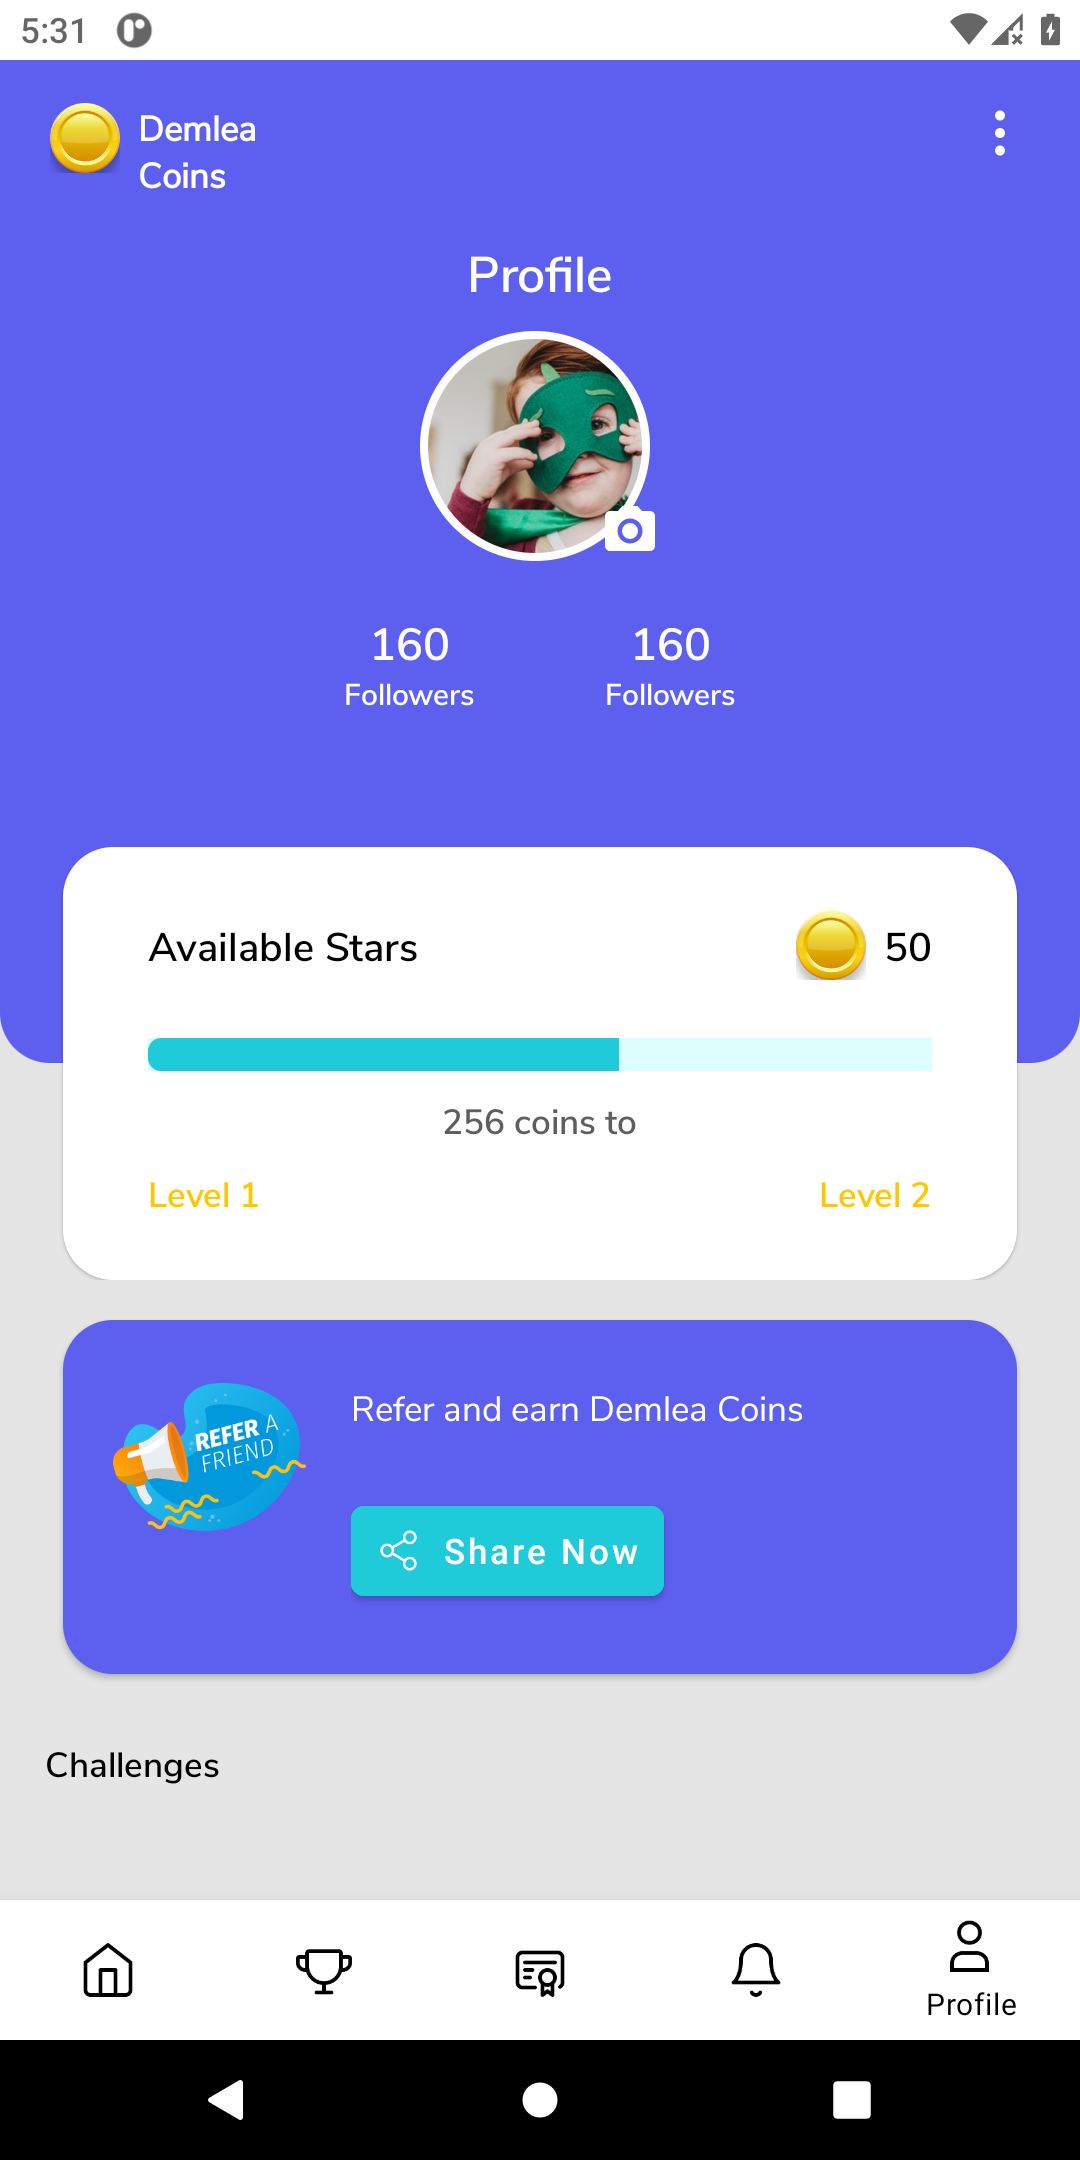 5:31
Demlea
Coins
Profile
160
160
Followers
Followers
Available Stars
50
256 coins to
Level 1
Level 2
Refer and earn Demlea Coins
REFER A
FRIEND
Share Now
Challenges
Profile